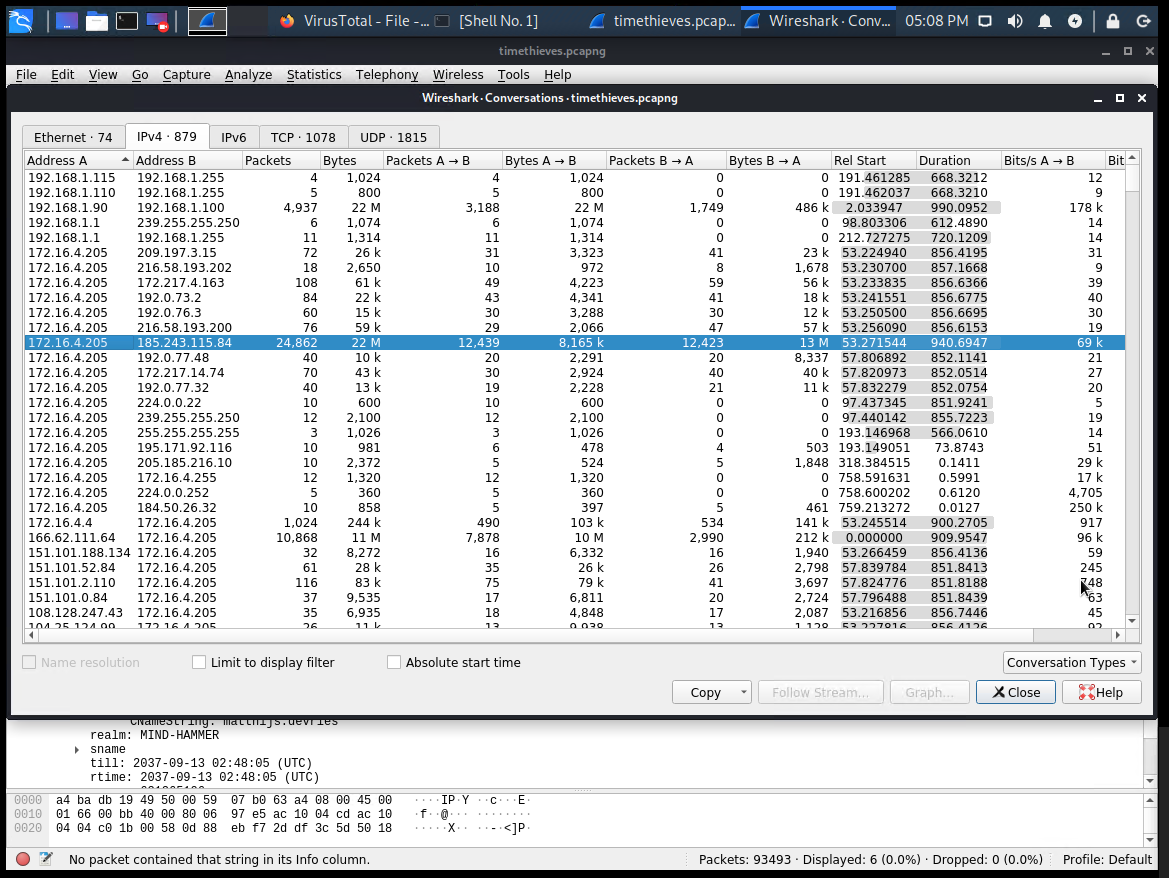 VirusTotal - File -... [Shell No. 1] timethieves.pcap... Wireshark · Conv... 05:08 PM
timethieves.pcapng
File Edit View Go Capture Analyze Statistics Telephony Wireless Tools Help
Wireshark · Conversations · timethieves.pcapng
Ethernet · 74 IPv4 · 879 IPv6 TCP · 1078 UDP · 1815
Address A Address B Packets Bytes Packets A → B Bytes A → B Packets B → A Bytes B → A Rel Start Duration Bits/s A → B Bit
192.168.1.115 192.168.1.255 4 1,024 4 1,024 0 0 191.461285 668.3212 12
192.168.1.110 192.168.1.255 5 800 5 800 0 0 191.462037 668.3210 9
192.168.1.90 192.168.1.100 4,937 22 M 3,188 22 M 1,749 486 k 2.033947 990.0952 178 k
192.168.1.1 239.255.255.250 6 1,074 6 1,074 0 0 98.803306 612.4890 14
192.168.1.1 192.168.1.255 11 1,314 11 1,314 0 0 212.727275 720.1209 14
172.16.4.205 209.197.3.15 72 26 k 31 3,323 41 23 k 53.224940 856.4195 31
172.16.4.205 216.58.193.202 18 2,650 10 972 8 1,678 53.230700 857.1668 9
172.16.4.205 172.217.4.163 108 61 k 49 4,223 59 56 k 53.233835 856.6366 39
172.16.4.205 192.0.73.2 84 22 k 43 4,341 41 18 k 53.241551 856.6775 40
172.16.4.205 192.0.76.3 60 15 k 30 3,288 30 12 k 53.250500 856.6695 30
172.16.4.205 216.58.193.200 76 59 k 29 2,066 47 57 k 53.256090 856.6153 19
172.16.4.205 185.243.115.84 24,862 22 M 12,439 8,165 k 12,423 13 M 53.271544 940.6947 69 k
172.16.4.205 192.0.77.48 40 10 k 20 2,291 20 8,337 57.806892 852.1141 21
172.16.4.205 172.217.14.74 70 43 k 30 2,924 40 40 k 57.820973 852.0514 27
172.16.4.205 192.0.77.32 40 13 k 19 2,228 21 11 k 57.832279 852.0754 20
172.16.4.205 224.0.0.22 10 600 10 600 0 0 97.437345 851.9241 5
172.16.4.205 239.255.255.250 12 2,100 12 2,100 0 0 97.440142 855.7223 19
172.16.4.205 255.255.255.255 3 1,026 3 1,026 0 0 193.146968 566.0610 14
172.16.4.205 195.171.92.116 10 981 6 478 4 503 193.149051 73.8743 51
172.16.4.205 205.185.216.10 10 2,372 5 524 5 1,848 318.384515 0.1411 29 k
172.16.4.205 172.16.4.255 12 1,320 12 1,320 0 0 758.591631 0.5991 17 k
172.16.4.205 224.0.0.252 5 360 5 360 0 0 758.600202 0.6120 4,705
172.16.4.205 184.50.26.32 10 858 5 397 5 461 759.213272 0.0127 250 k
172.16.4.4 172.16.4.205 1,024 244 k 490 103 k 534 141 k 53.245514 900.2705 917
166.62.111.64 172.16.4.205 10,868 11 M 7,878 10 M 2,990 212 k 0.000000 909.9547 96 k
151.101.188.134 172.16.4.205 32 8,272 16 6,332 16 1,940 53.266459 856.4136 59
151.101.52.84 172.16.4.205 61 28 k 35 26 k 26 2,798 57.839784 851.8413 245
151.101.2.110 172.16.4.205 116 83 k 75 79 k 41 3,697 57.824776 851.8188 748
151.101.0.84 172.16.4.205 37 9,535 17 6,811 20 2,724 57.796488 851.8439 63
108.128.247.43 172.16.4.205 35 6,935 18 4,848 17 2,087 53.216856 856.7446 45
104.25.124.99 172.16.4.205 26 11 k 13 9,938 13 1,128 53.227816 856.4126 92
Name resolution Limit to display filter Absolute start time Conversation Types
Copy Follow Stream... Graph... Close Help
CNameString: matthijs.devries
realm: MIND-HAMMER
sname
till: 2037-09-13 02:48:05 (UTC)
rtime: 2037-09-13 02:48:05 (UTC)
0000 a4 ba db 19 49 50 00 59 07 b0 63 a4 08 00 45 00 ····IP·Y ··c···E·
0010 01 66 00 bb 40 00 80 06 97 e5 ac 10 04 cd ac 10 ·f··@··· ········
0020 04 04 c0 1b 00 58 0d 88 eb f7 2d df 3c 5d 50 18 ·····X·· ··-·<]P·
No packet contained that string in its Info column. Packets: 93493 · Displayed: 6 (0.0%) · Dropped: 0 (0.0%) Profile: Default